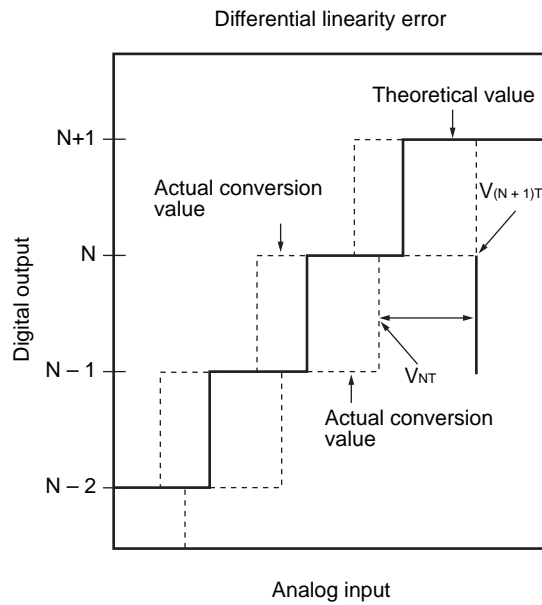 Differential linearity error
Theoretical value
N+1
Actual conversion
value
V(N + 1)T
N
Digital output
N – 1
VNT
Actual conversion
value
N – 2
Analog input